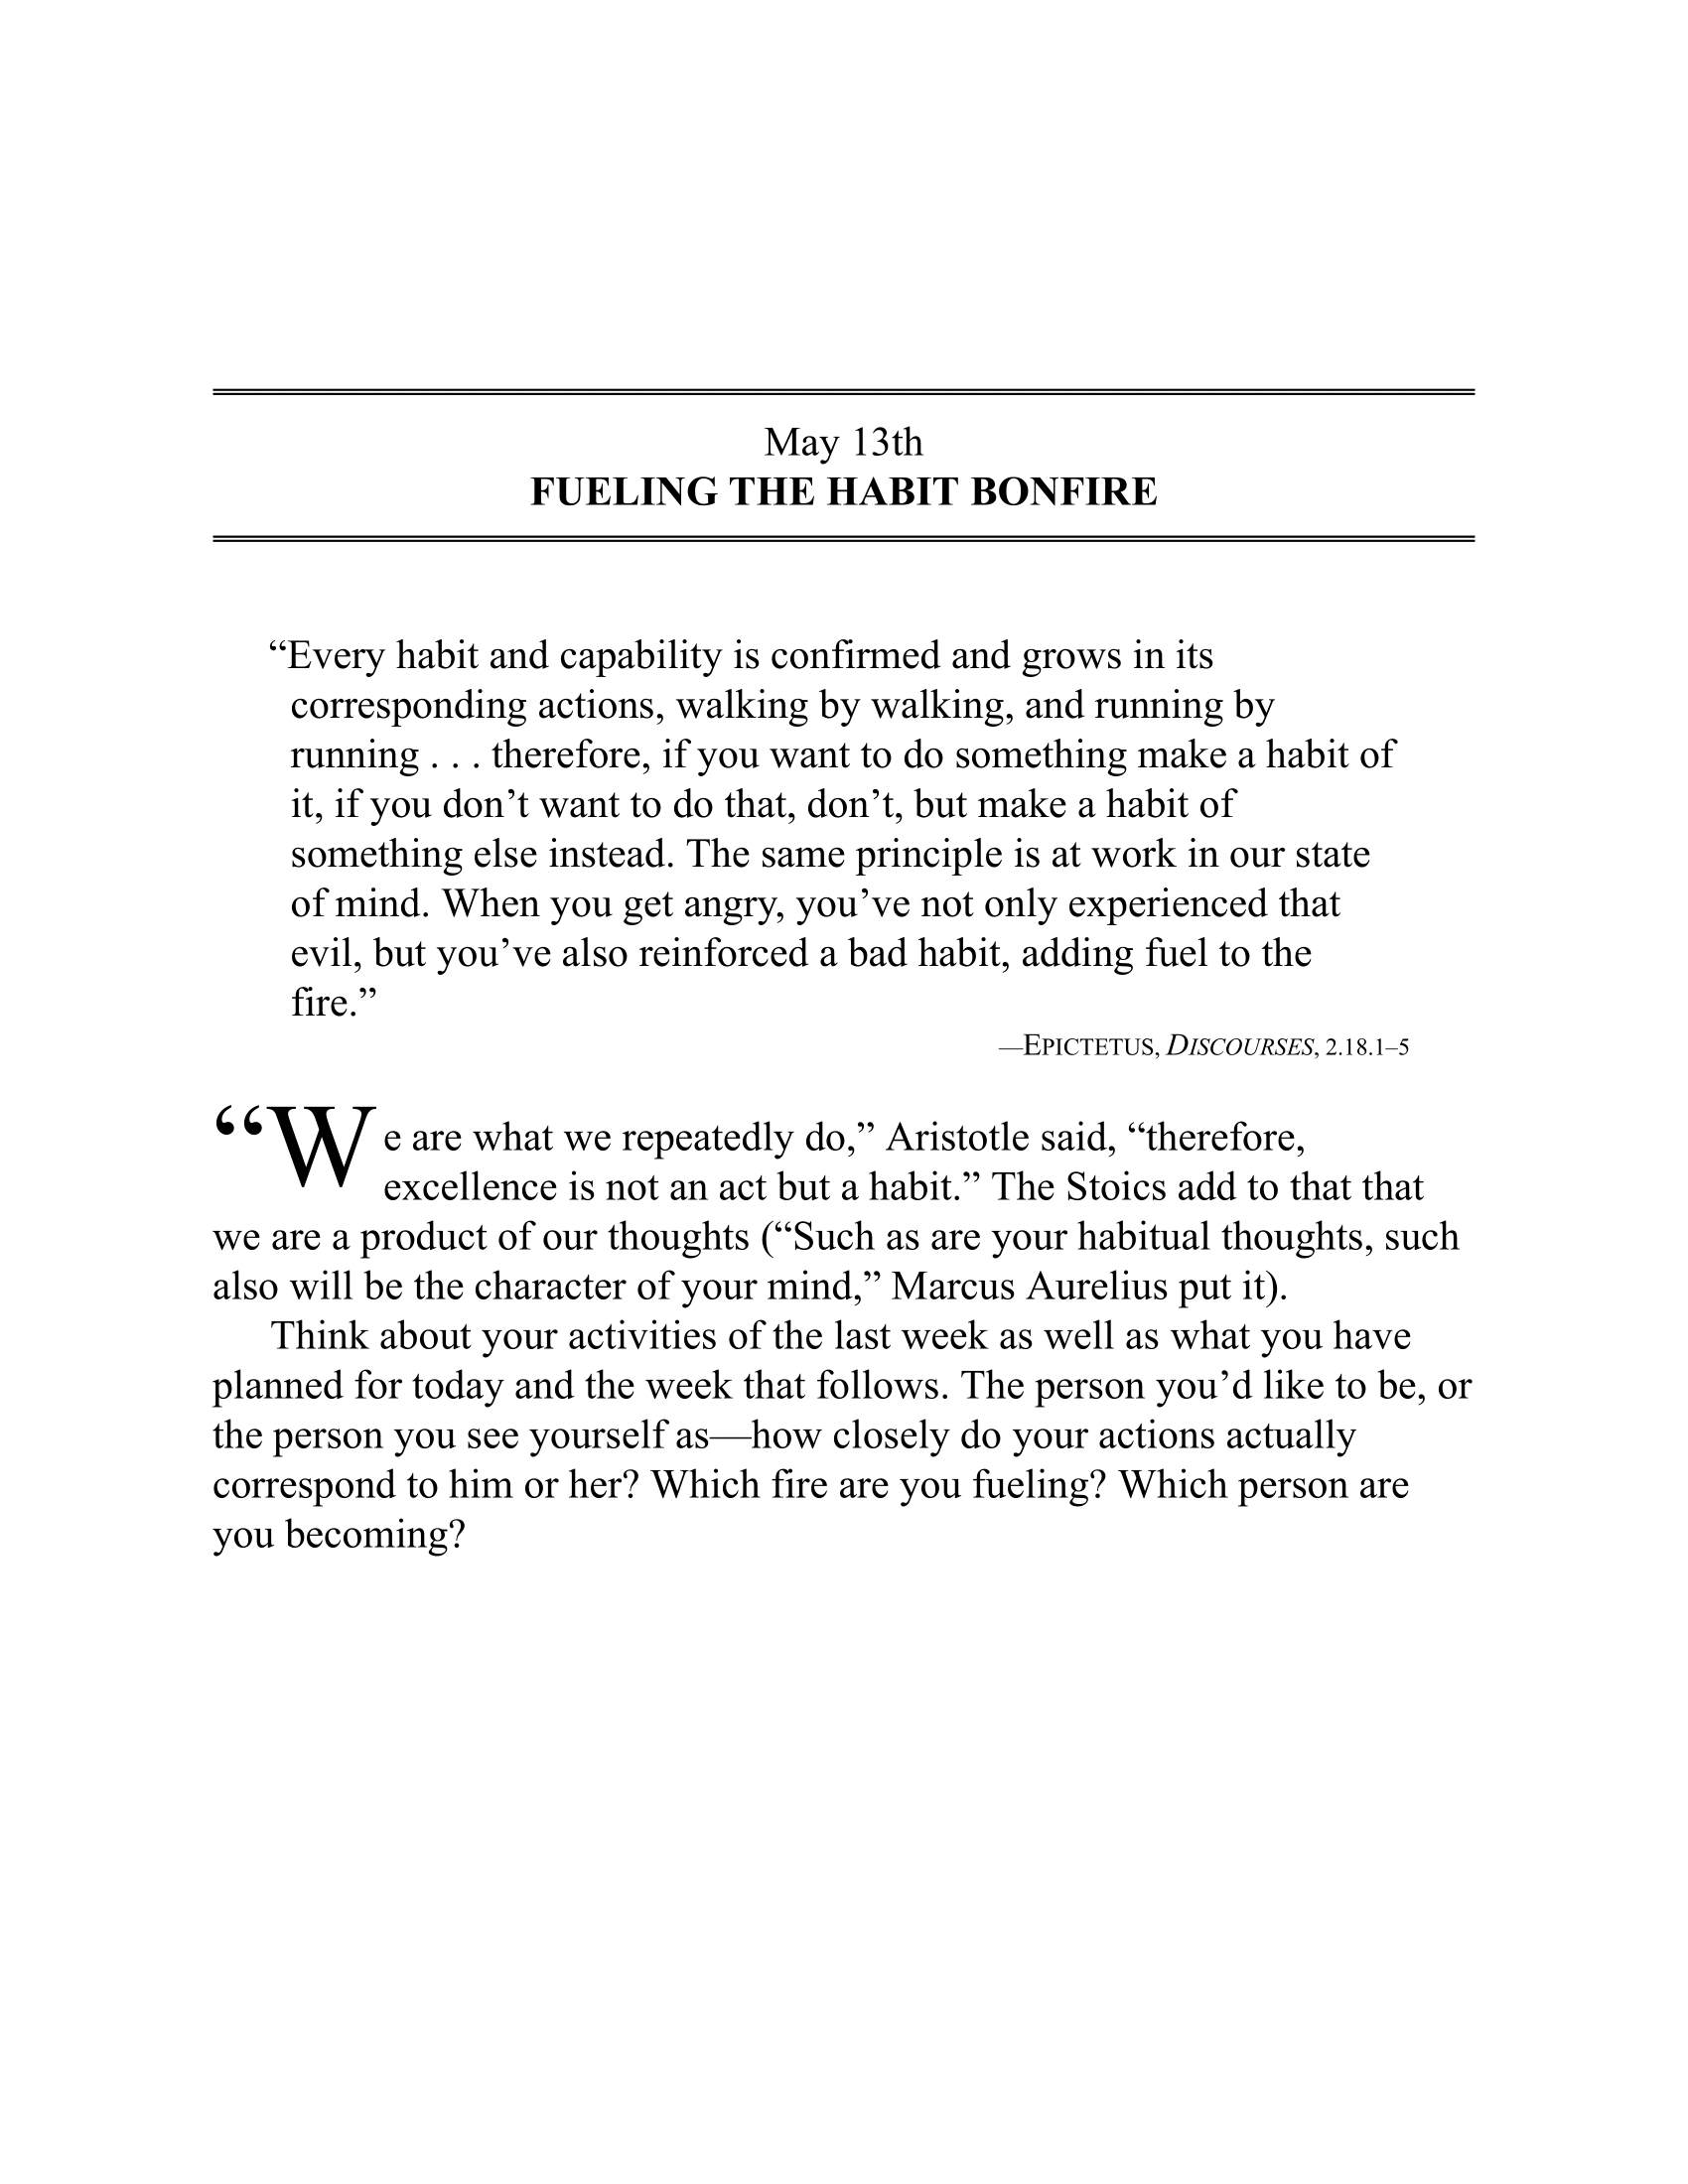 May 13th
FUELING THE HABIT BONFIRE
“Every habit and capability is confirmed and grows in its
corresponding actions, walking by walking, and running by
running . . . therefore, if you want to do something make a habit of
it, if you don’t want to do that, don’t, but make a habit of
something else instead. The same principle is at work in our state
of mind. When you get angry, you’ve not only experienced that
evil, but you’ve also reinforced a bad habit, adding fuel to the
fire.”
—EPICTETUS, DISCOURSES, 2.18.1–5
“We are what we repeatedly do,” Aristotle said, “therefore,
excellence is not an act but a habit.” The Stoics add to that that
we are a product of our thoughts (“Such as are your habitual thoughts, such
also will be the character of your mind,” Marcus Aurelius put it).
Think about your activities of the last week as well as what you have
planned for today and the week that follows. The person you’d like to be, or
the person you see yourself as—how closely do your actions actually
correspond to him or her? Which fire are you fueling? Which person are
you becoming?